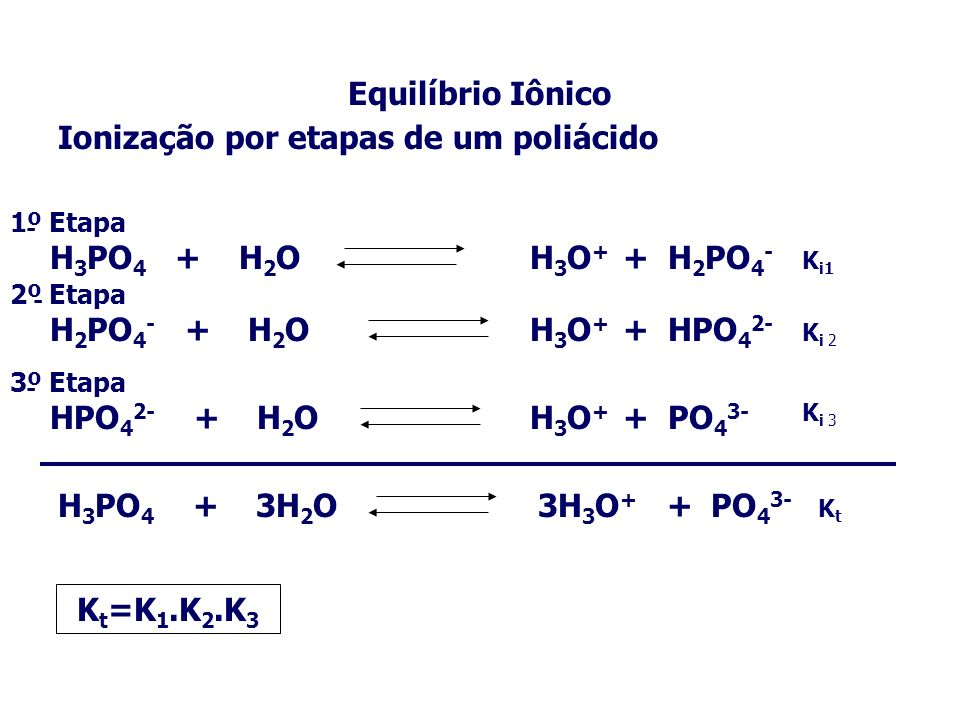 Equilíbrio Iônico
Ionização por etapas de um poliácido
1º Etapa
H₃PO₄ + H₂O ⇌ H₃O⁺ + H₂PO₄⁻ Kᵢ₁
2º Etapa
H₂PO₄⁻ + H₂O ⇌ H₃O⁺ + HPO₄²⁻ Kᵢ ₂
3º Etapa
HPO₄²⁻ + H₂O ⇌ H₃O⁺ + PO₄³⁻ Kᵢ ₃
H₃PO₄ + 3H₂O ⇌ 3H₃O⁺ + PO₄³⁻ Kₜ
Kₜ=K₁.K₂.K₃